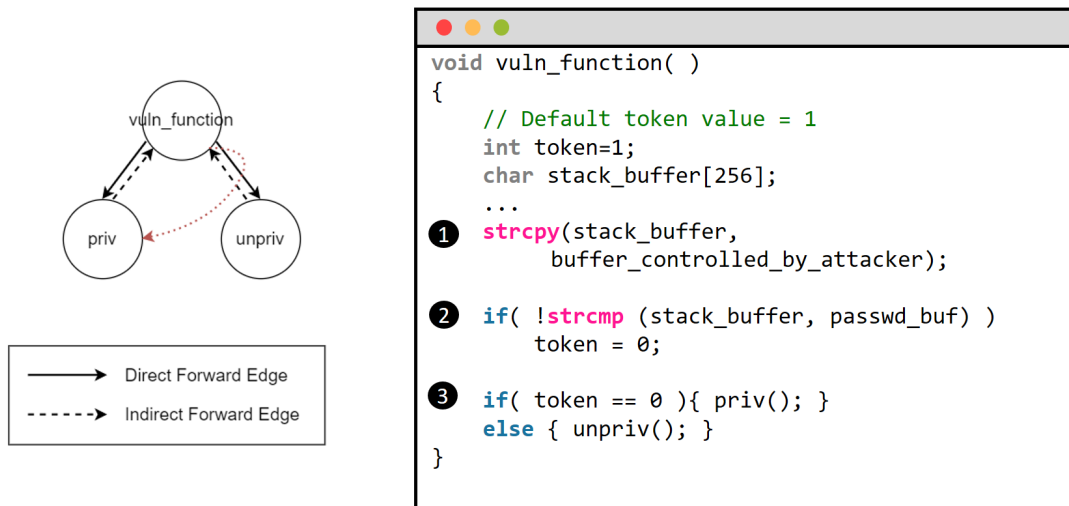 vuln_function
priv
unpriv
Direct Forward Edge
Indirect Forward Edge
void vuln_function( )
{
// Default token value = 1
int token=1;
char stack_buffer[256];
...
1 strcpy(stack_buffer,
buffer_controlled_by_attacker);
2 if( !strcmp (stack_buffer, passwd_buf) )
token = 0;
3 if( token == 0 ){ priv(); }
else { unpriv(); }
}